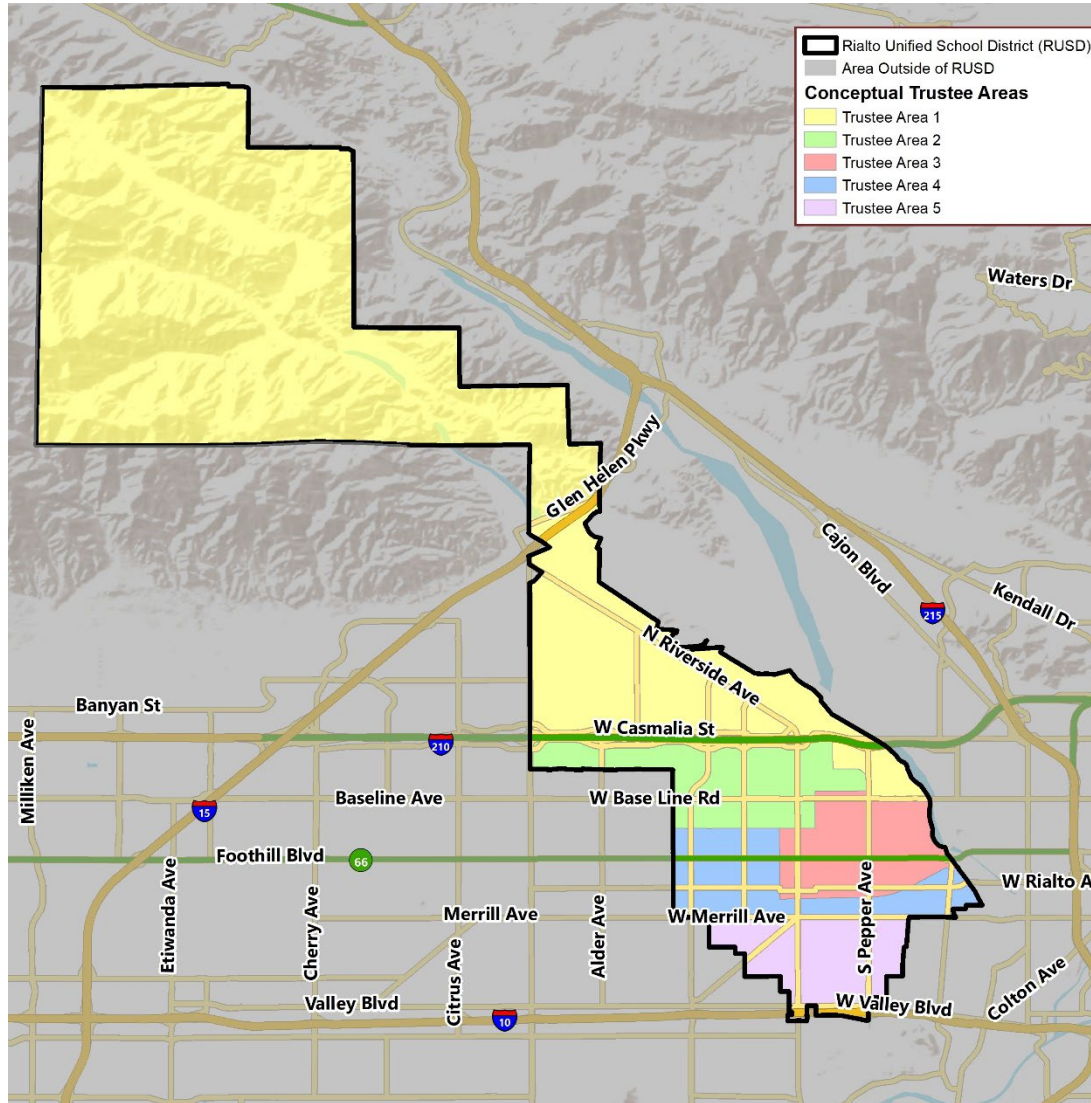 Rialto Unified School District (RUSD)
Area Outside of RUSD
Conceptual Trustee Areas
Trustee Area 1
Trustee Area 2
Trustee Area 3
Trustee Area 4
Trustee Area 5
Waters Dr
Glen Helen Pkwy
Cajon Blvd
Kendall Dr
215
N Riverside Ave
Banyan St
W Casmalia St
210
Milliken Ave
Baseline Ave
W Base Line Rd
15
Foothill Blvd
66
Etiwanda Ave
Cherry Ave
Citrus Ave
Alder Ave
S Pepper Ave
W Rialto A
Merrill Ave
W Merrill Ave
Valley Blvd
W Valley Blvd
Colton Ave
10